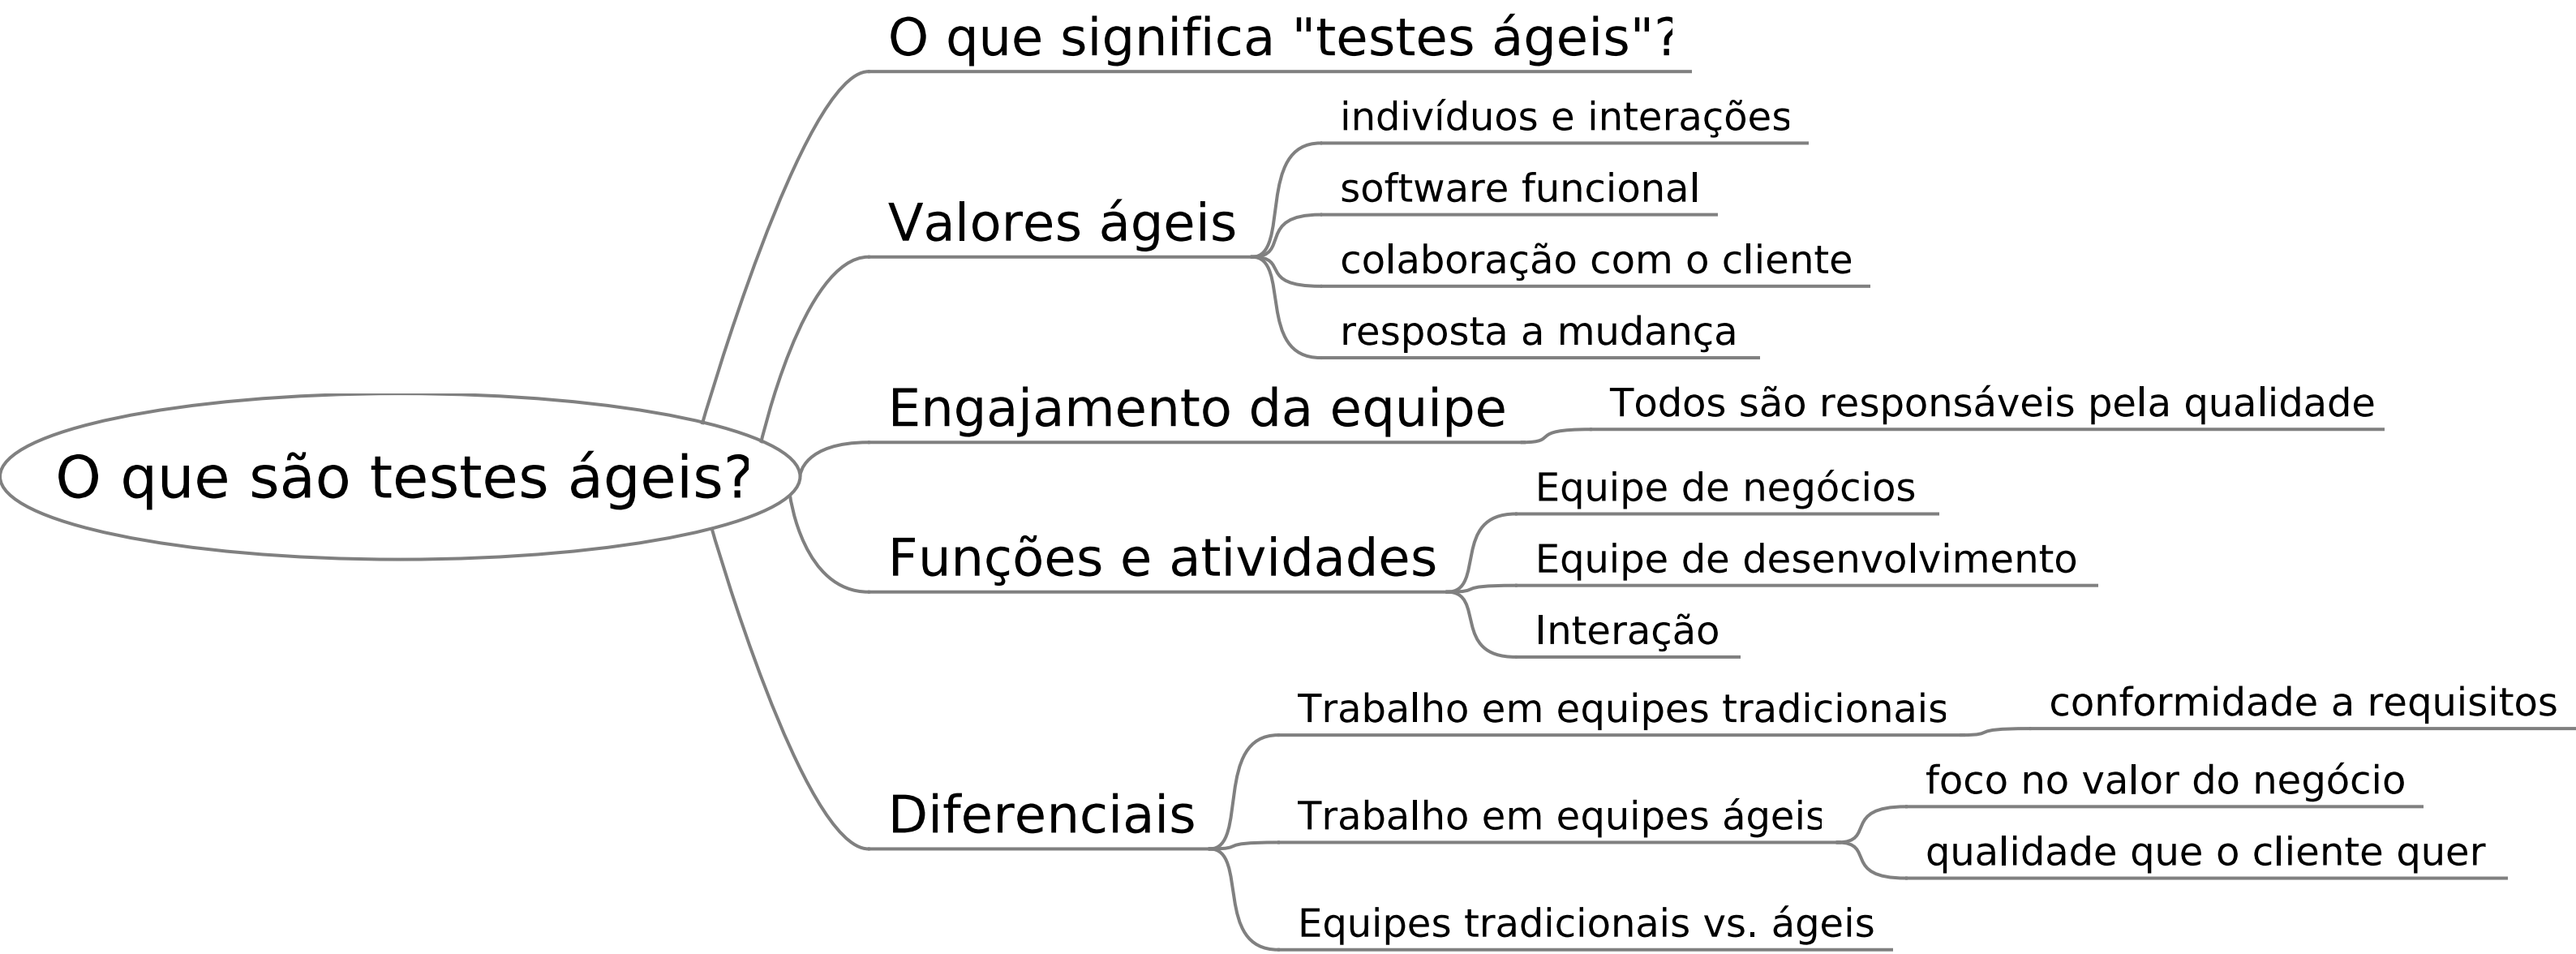 O que são testes ágeis?
O que significa "testes ágeis"?
Valores ágeis
indivíduos e interações
software funcional
colaboração com o cliente
resposta a mudança
Engajamento da equipe
Todos são responsáveis pela qualidade
Funções e atividades
Equipe de negócios
Equipe de desenvolvimento
Interação
Diferenciais
Trabalho em equipes tradicionais
conformidade a requisitos
Trabalho em equipes ágeis
foco no valor do negócio
qualidade que o cliente quer
Equipes tradicionais vs. ágeis